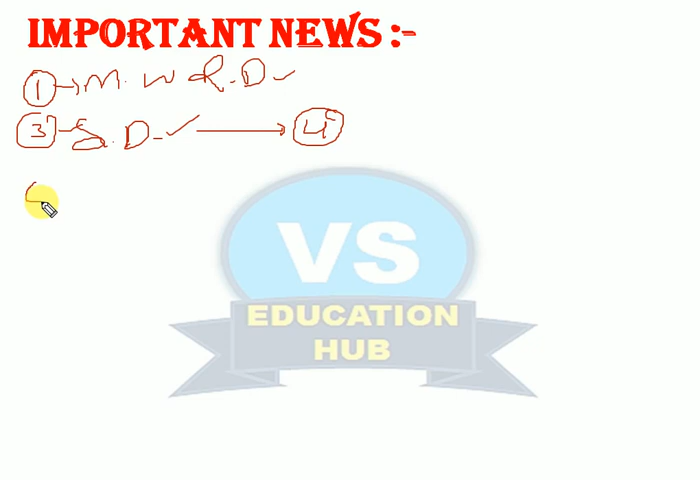 IMPORTANT NEWS :-
① → M. W R. D ✓
③ → S. D ✓ → ④
VS
EDUCATION
HUB